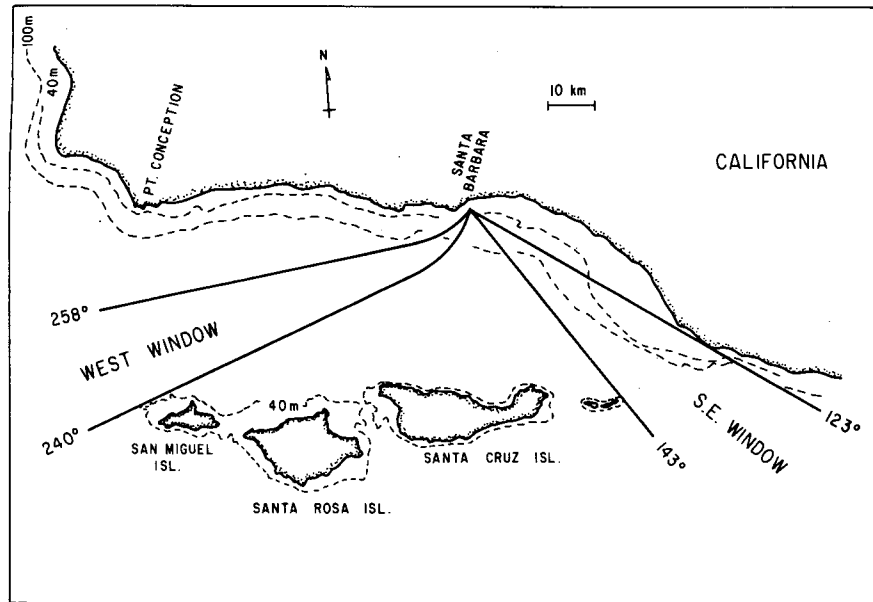 100m
40m
PT. CONCEPTION
N
SANTA
BARBARA
10 km
CALIFORNIA
258°
WEST WINDOW
240°
40m
SAN MIGUEL
ISL.
SANTA ROSA ISL.
SANTA CRUZ ISL.
S.E. WINDOW
143°
123°